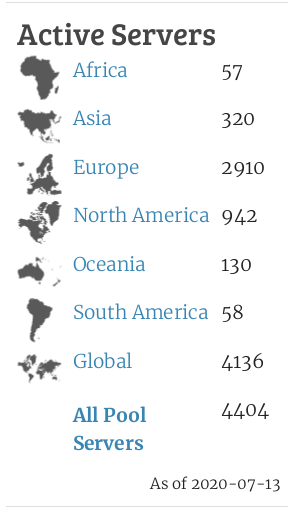 Active Servers
Africa 57
Asia 320
Europe 2910
North America 942
Oceania 130
South America 58
Global 4136
All Pool 4404
Servers
As of 2020-07-13